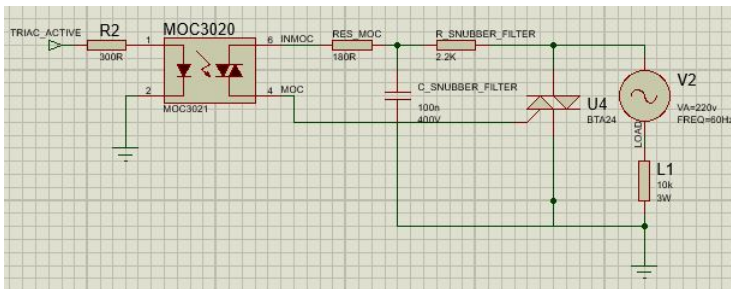 R2
TRIAC_ACTIVE
300R
MOC3020
1
2
6
4
INMOC
MOC
MOC3021
RES_MOC
180R
R_SNUBBER_FILTER
2.2K
C_SNUBBER_FILTER
100n
400V
U4
BTA24
V2
VA=220v
FREQ=60Hz
LOAD
L1
10k
3W